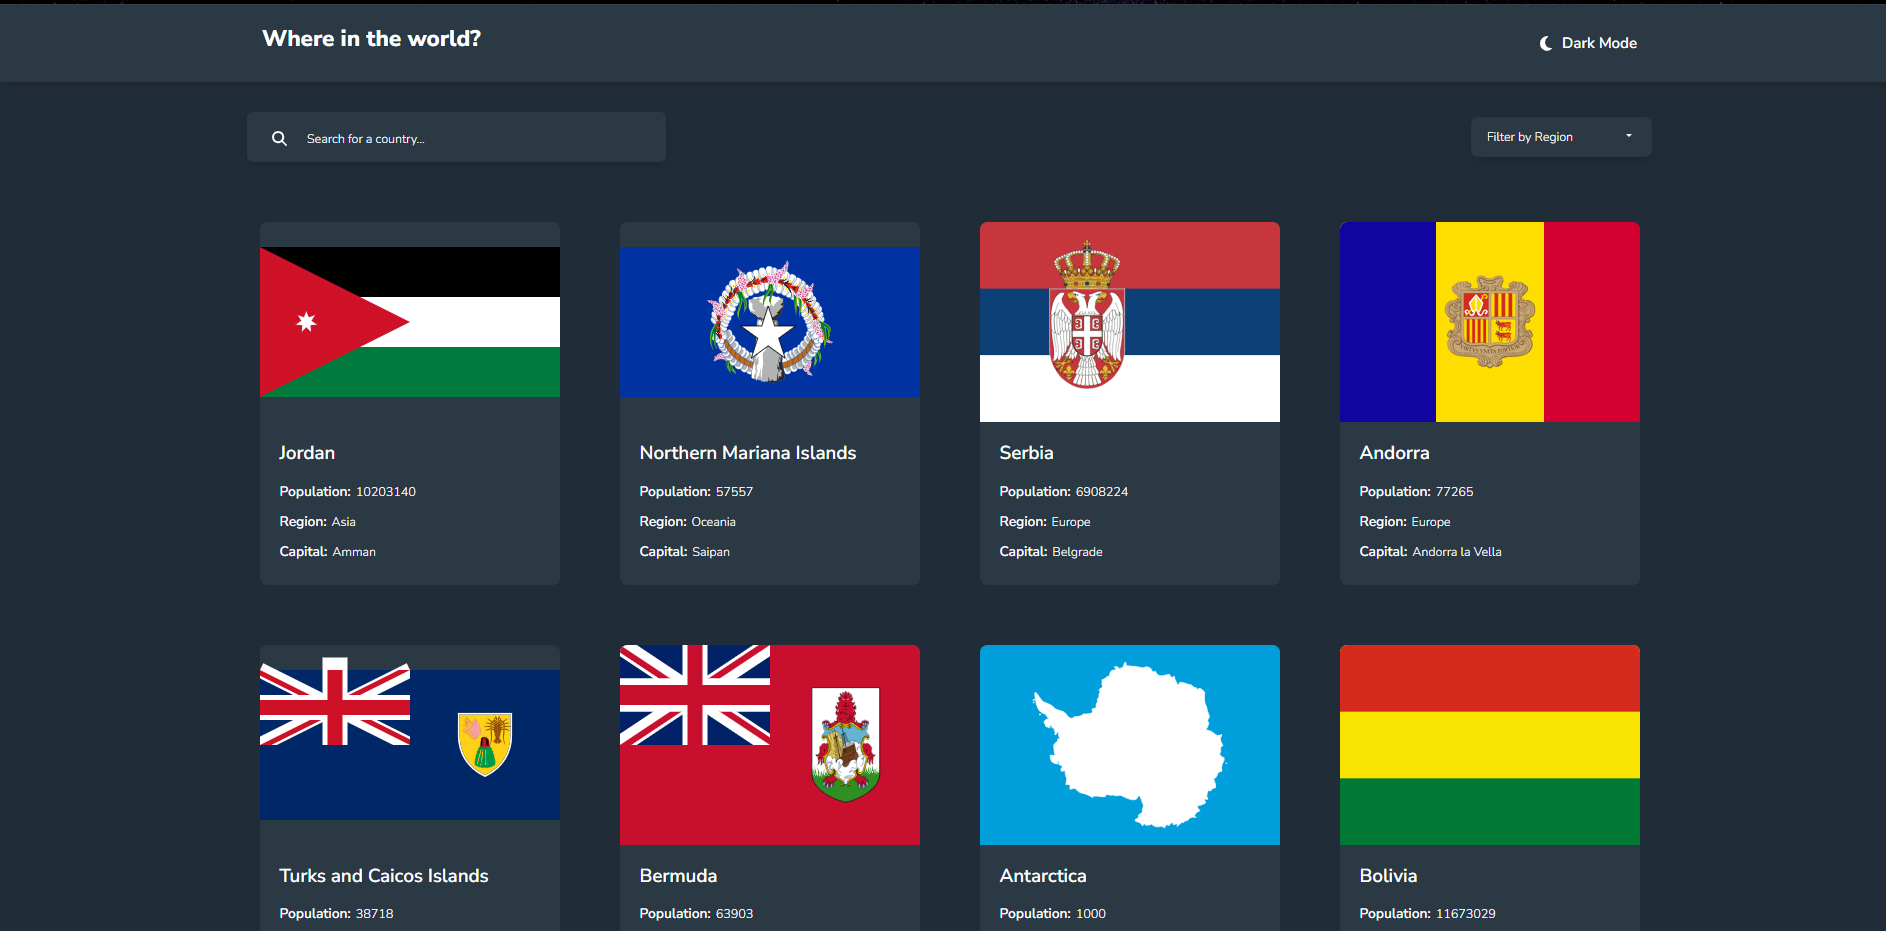 Where in the world?
Dark Mode
Search for a country...
Filter by Region
Jordan
Population: 10203140
Region: Asia
Capital: Amman
Northern Mariana Islands
Population: 57557
Region: Oceania
Capital: Saipan
Serbia
Population: 6908224
Region: Europe
Capital: Belgrade
Andorra
Population: 77265
Region: Europe
Capital: Andorra la Vella
Turks and Caicos Islands
Population: 38718
Bermuda
Population: 63903
Antarctica
Population: 1000
Bolivia
Population: 11673029